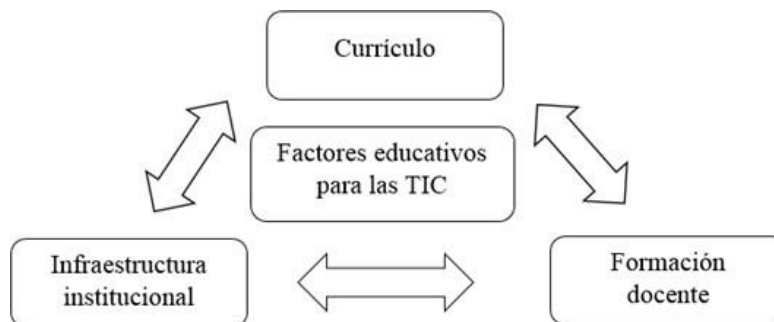 Currículo
Factores educativos
para las TIC
Infraestructura
institucional
Formación
docente